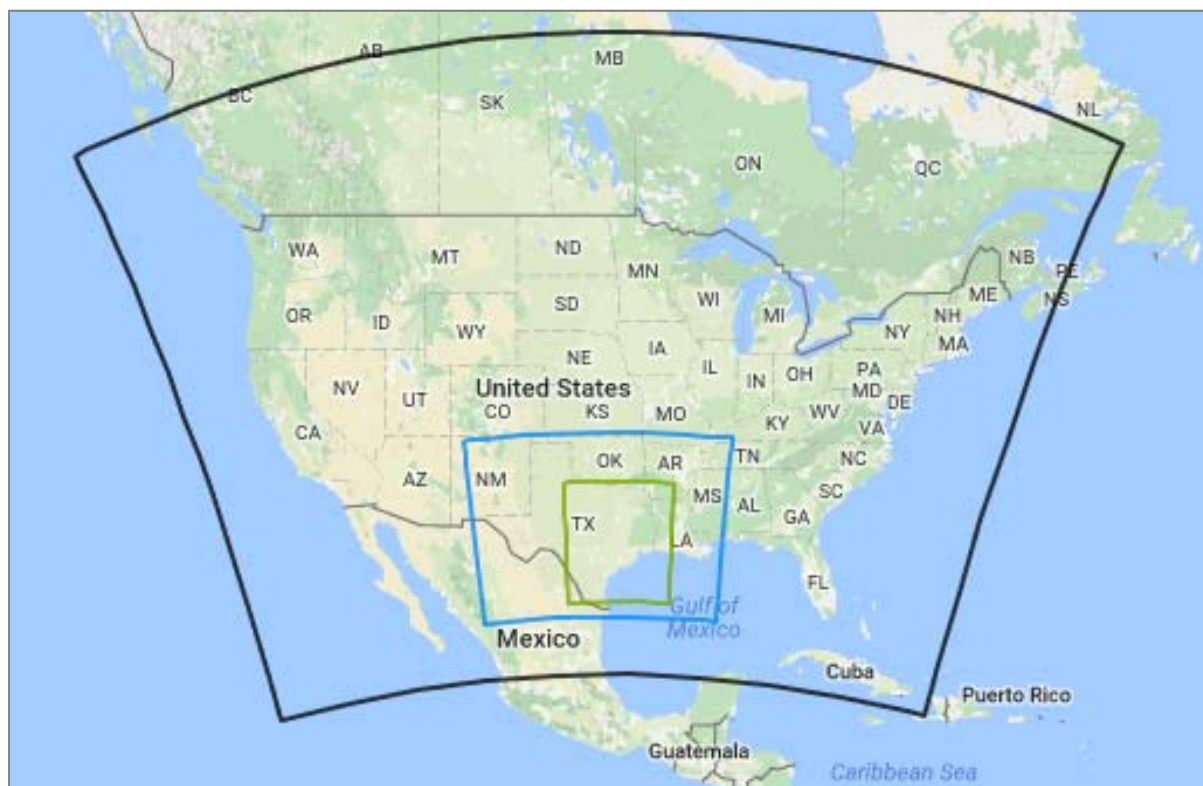 AB
MB
BC
SK
NL
ON
QC
WA
MT
ND
MN
NB
PE
OR
ID
SD
WI
MI
ME
NS
WY
NY
NH
MA
NE
IA
IL
IN
OH
PA
MD
DE
NV
UT
CO
United States
KS
MO
KY
WV
VA
CA
AZ
NM
OK
AR
TN
NC
MS
AL
SC
GA
TX
LA
FL
Gulf of
Mexico
Mexico
Cuba
Puerto Rico
Guatemala
Caribbean Sea